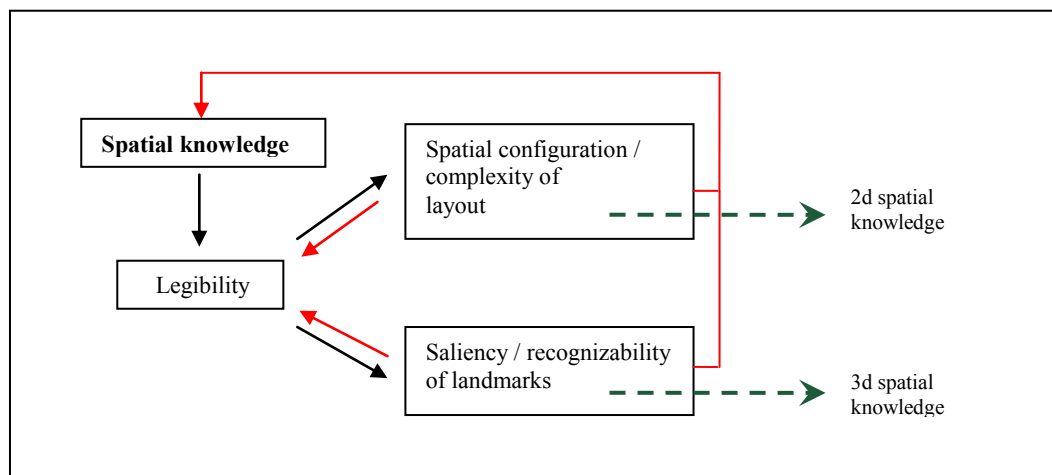 Spatial knowledge
Spatial configuration /
complexity of
layout
2d spatial
knowledge
Legibility
Saliency / recognizability
of landmarks
3d spatial
knowledge